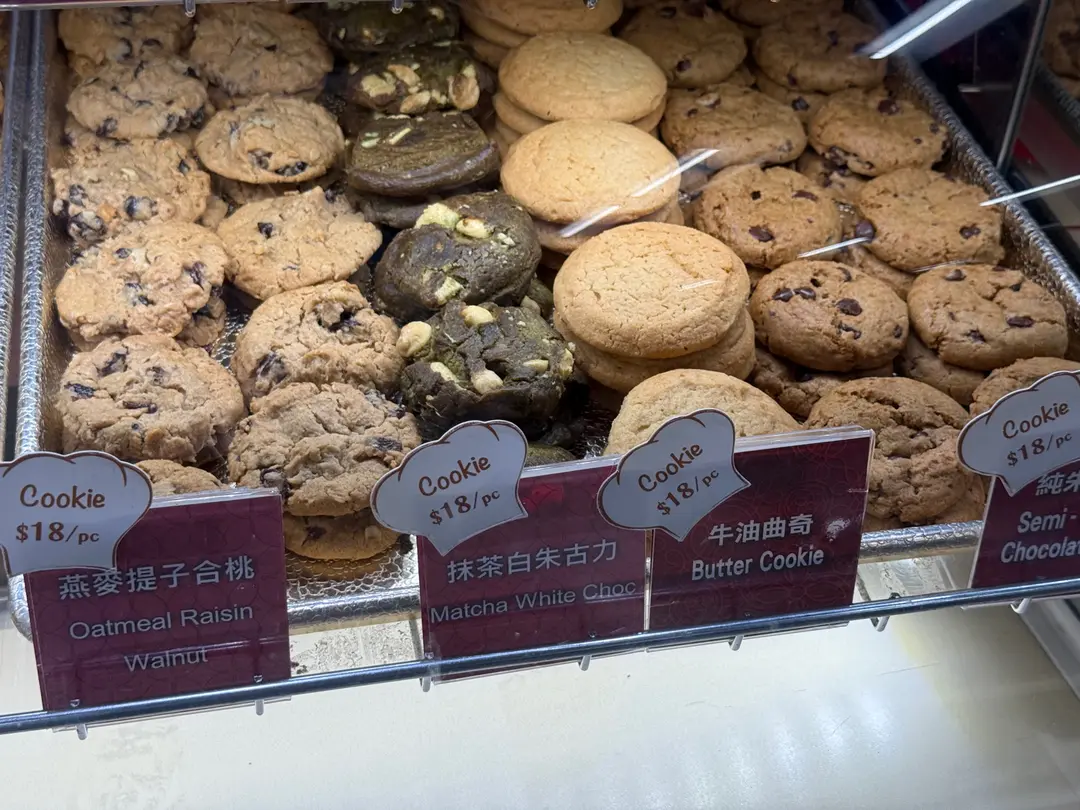 Cookie
$18/pc
燕麥提子合桃
Oatmeal Raisin
Walnut
Cookie
$18/pc
抹茶白朱古力
Matcha White Choc
Cookie
$18/pc
牛油曲奇
Butter Cookie
Cookie
$18/pc
Semi-